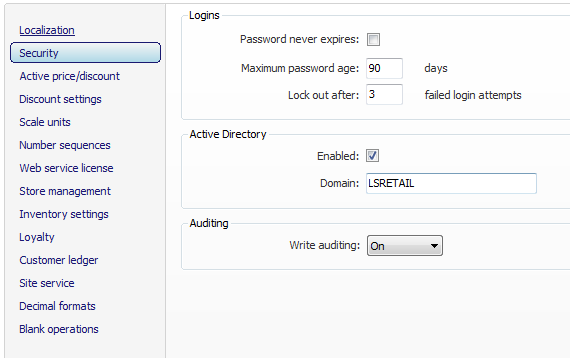 Localization
Security
Active price/discount
Discount settings
Scale units
Number sequences
Web service license
Store management
Inventory settings
Loyalty
Customer ledger
Site service
Decimal formats
Blank operations
Logins
Password never expires:
Maximum password age: 90 days
Lock out after: 3 failed login attempts
Active Directory
Enabled:
Domain: LSRETAIL
Auditing
Write auditing: On